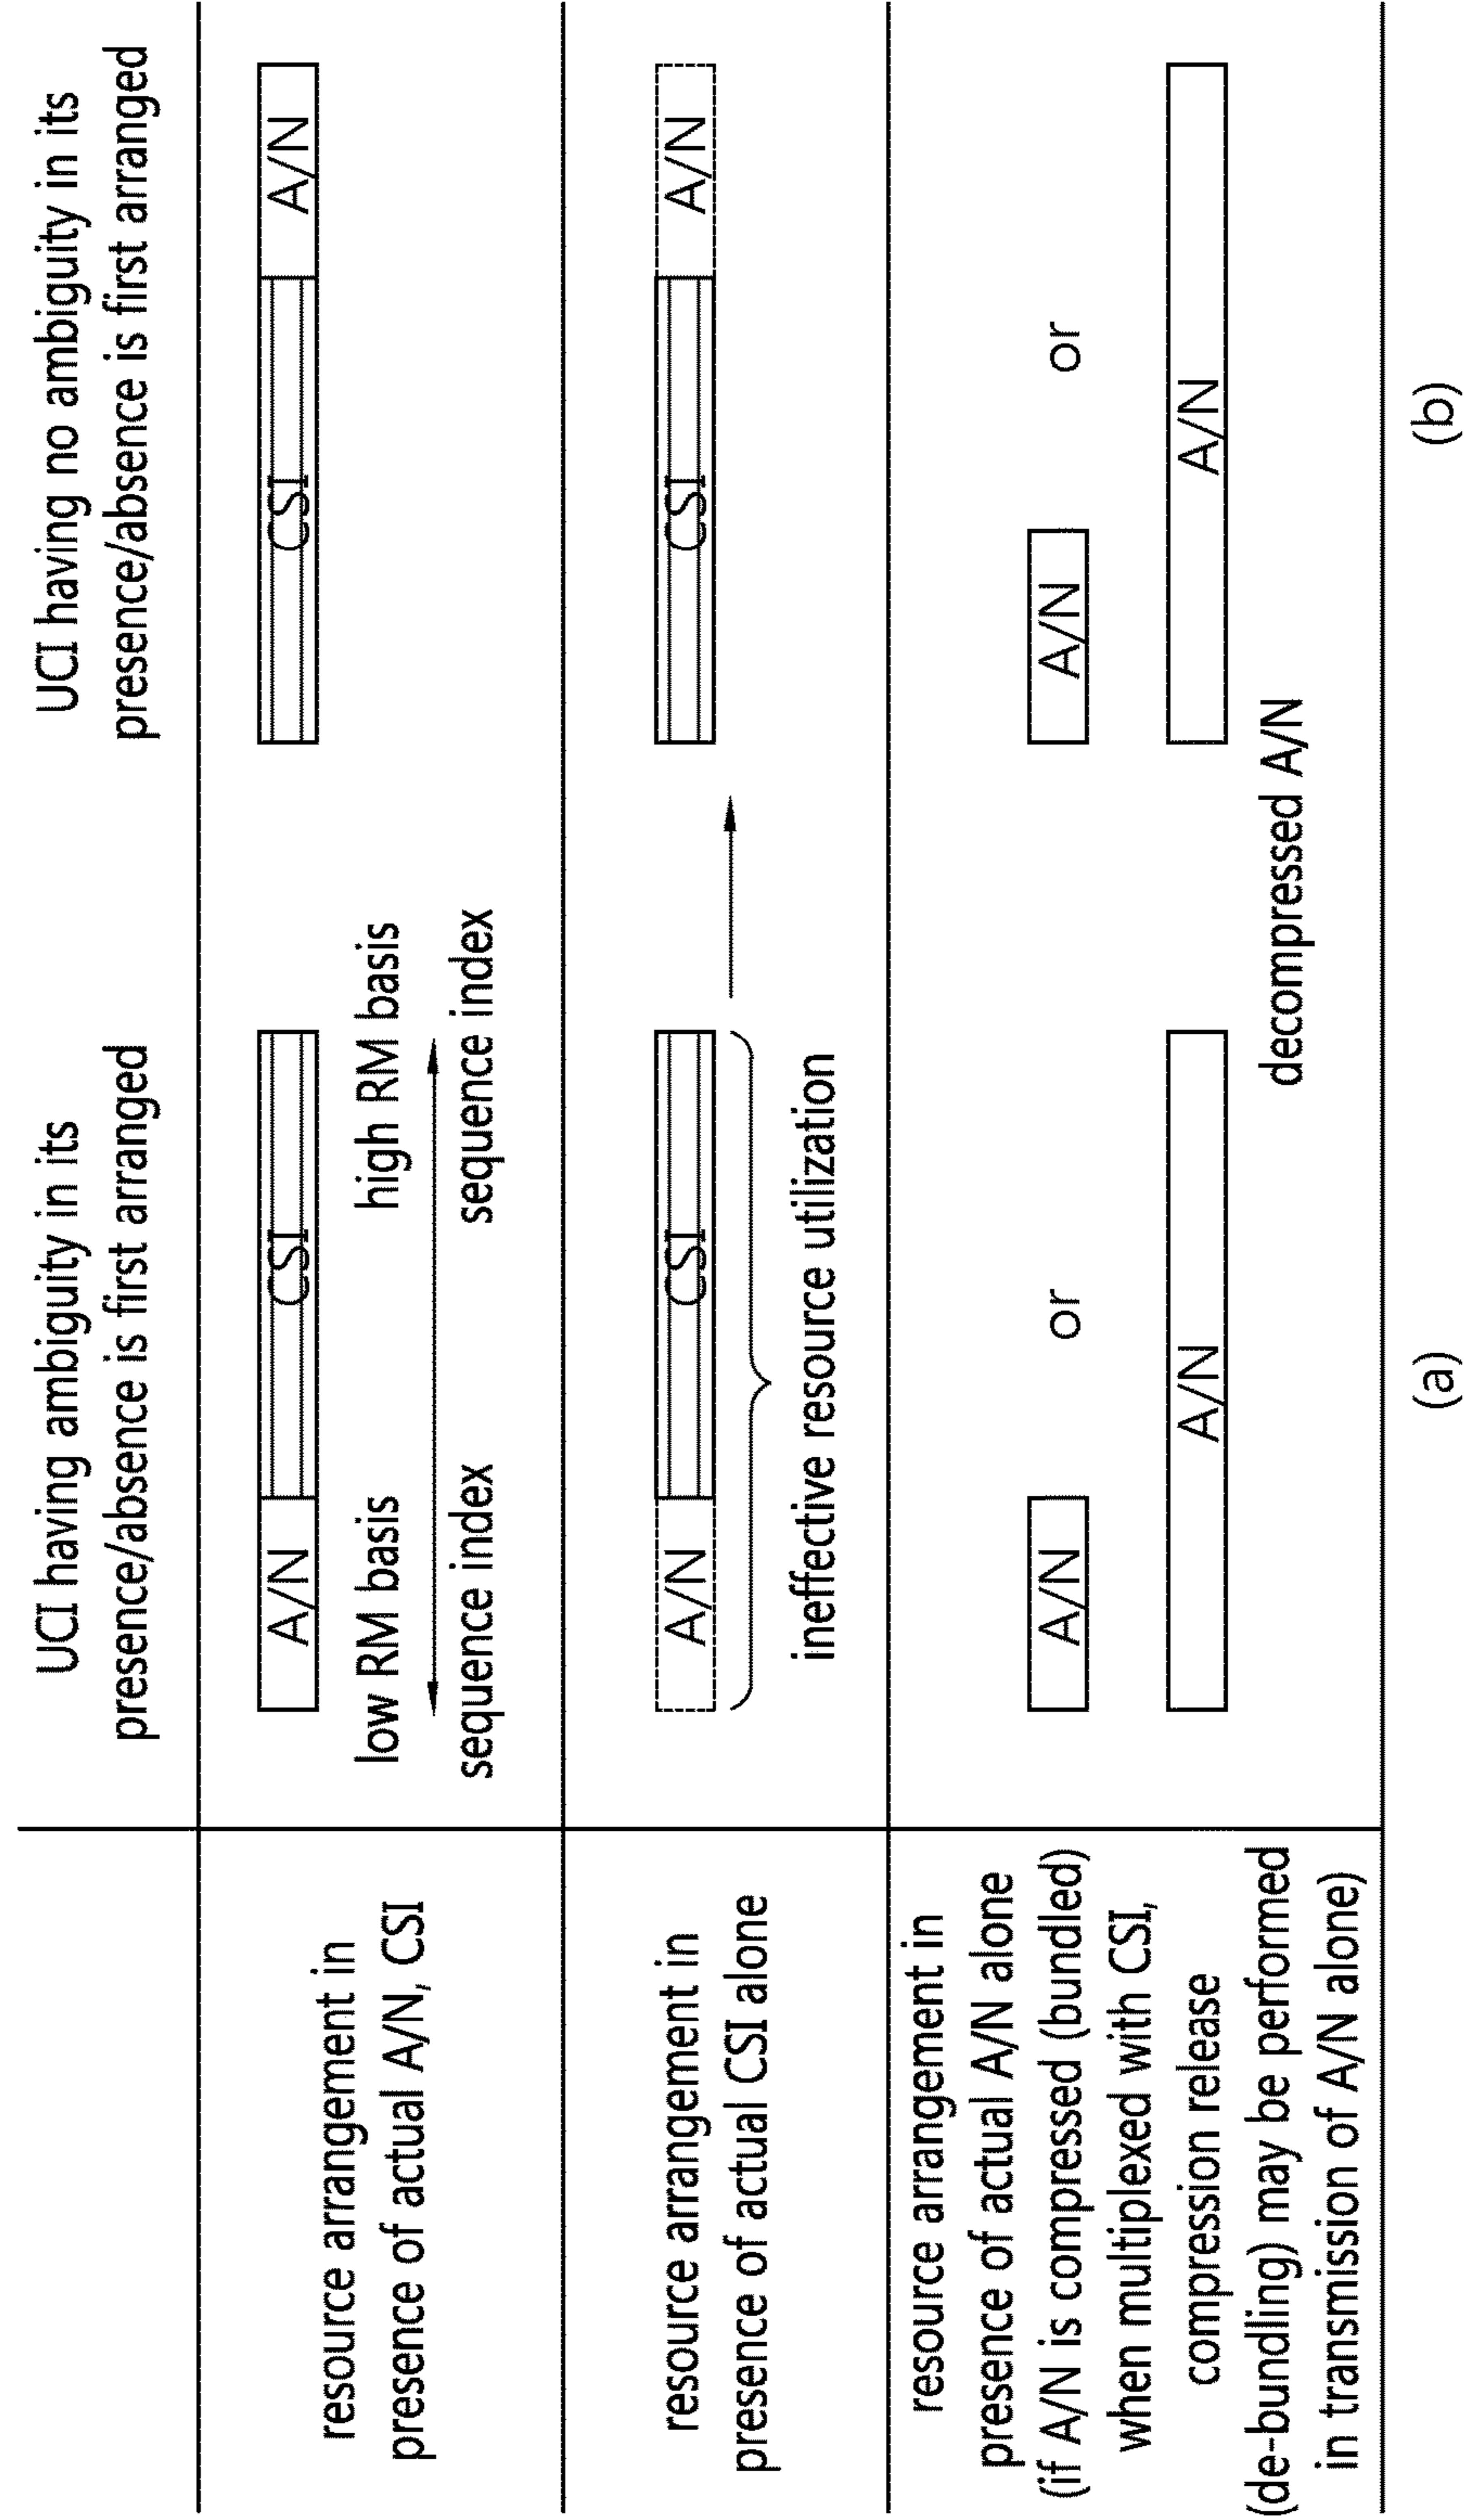 UCI having ambiguity in its
presence/absence is first arranged
UCI having no ambiguity in its
presence/absence is first arranged
resource arrangement in
presence of actual A/N, CSI
A/N
CSI
CSI
A/N
low RM basis
high RM basis
sequence index
sequence index
resource arrangement in
presence of actual CSI alone
A/N
CSI
CSI
A/N
ineffective resource utilization
resource arrangement in
presence of actual A/N alone
(if A/N is compressed (bundled)
when multiplexed with CSI,
compression release
(de-bundling) may be performed
in transmission of A/N alone)
A/N
or
A/N
A/N
or
A/N
decompressed A/N
(a)
(b)